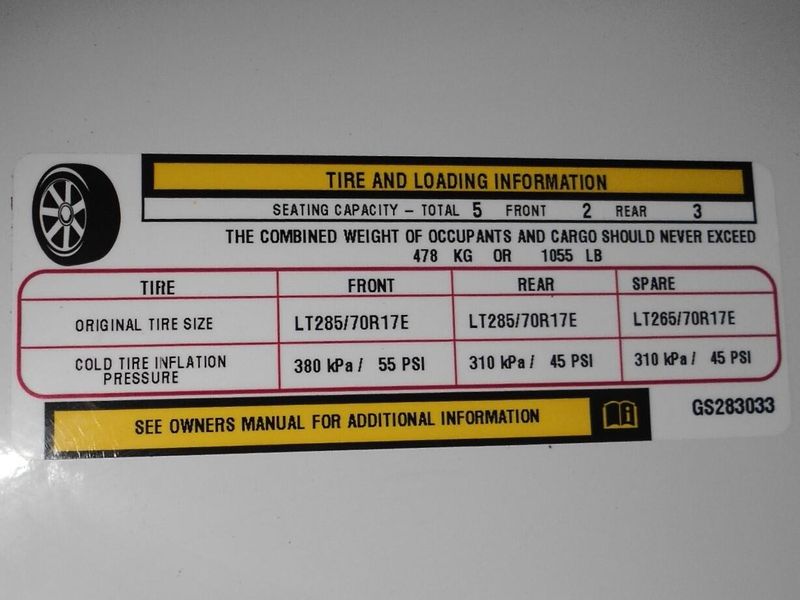 TIRE AND LOADING INFORMATION
SEATING CAPACITY – TOTAL 5 FRONT 2 REAR 3
THE COMBINED WEIGHT OF OCCUPANTS AND CARGO SHOULD NEVER EXCEED
478 KG OR 1055 LB
TIRE FRONT REAR SPARE
ORIGINAL TIRE SIZE LT285/70R17E LT285/70R17E LT265/70R17E
COLD TIRE INFLATION
PRESSURE 380 kPa / 55 PSI 310 kPa / 45 PSI 310 kPa / 45 PSI
SEE OWNERS MANUAL FOR ADDITIONAL INFORMATION
GS283033